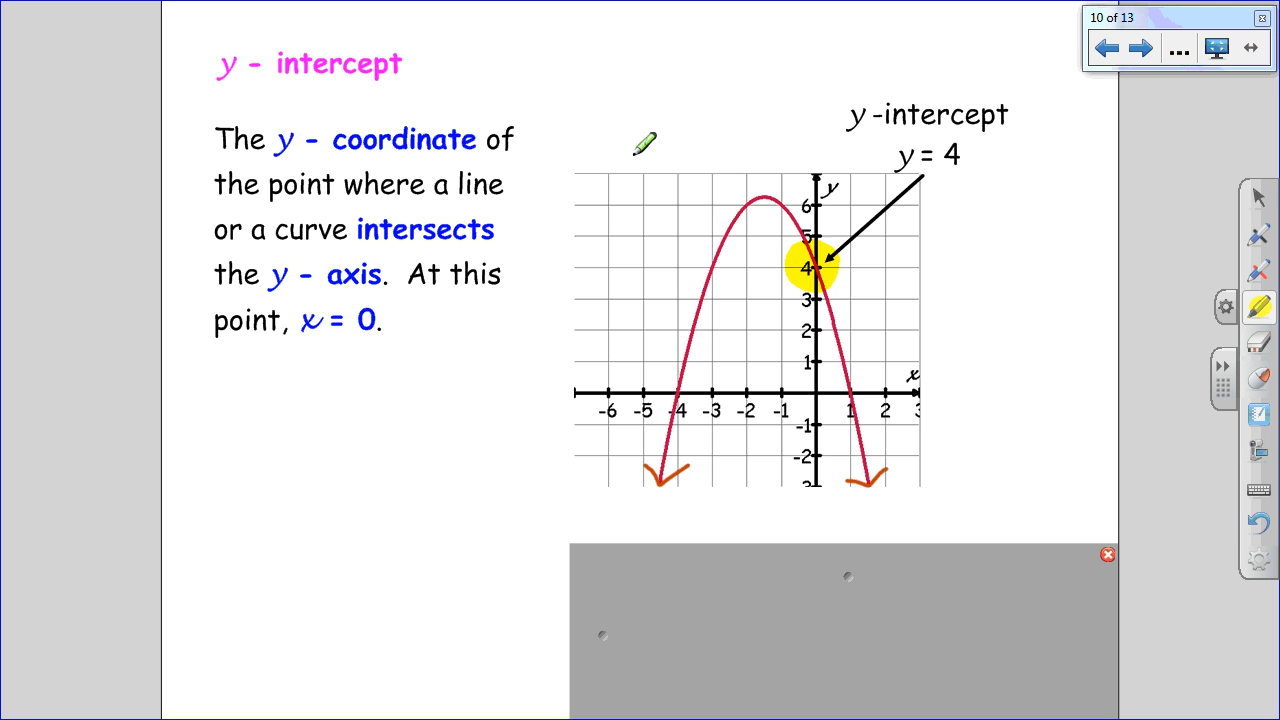 10 of 13
y - intercept
The y - coordinate of
the point where a line
or a curve intersects
the y - axis. At this
point, x = 0.
y -intercept
y = 4
y
6
5
4
3
2
1
x
-6 -5 -4 -3 -2 -1 1 2 3
-1
-2